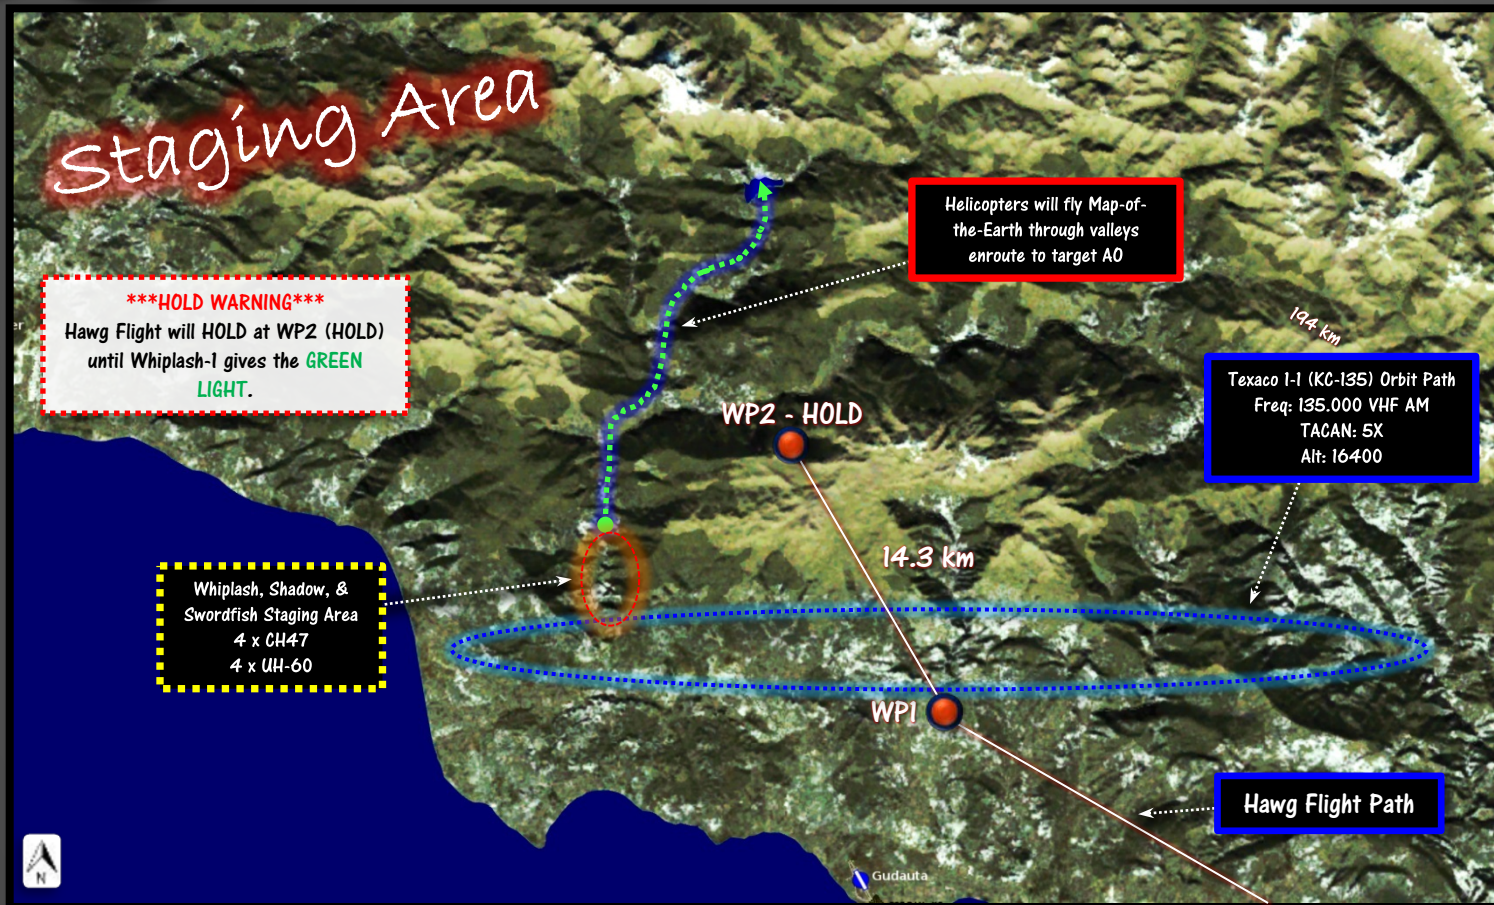 Staging Area
Helicopters will fly Map-of-
the-Earth through valleys
enroute to target AO
***HOLD WARNING***
Hawg Flight will HOLD at WP2 (HOLD)
until Whiplash-1 gives the GREEN
LIGHT.
er
194 km
Texaco 1-1 (KC-135) Orbit Path
Freq: 135.000 VHF AM
TACAN: 5X
Alt: 16400
WP2 - HOLD
14.3 km
Whiplash, Shadow, &
Swordfish Staging Area
4 x CH47
4 x UH-60
WP1
Hawg Flight Path
N
Gudauta